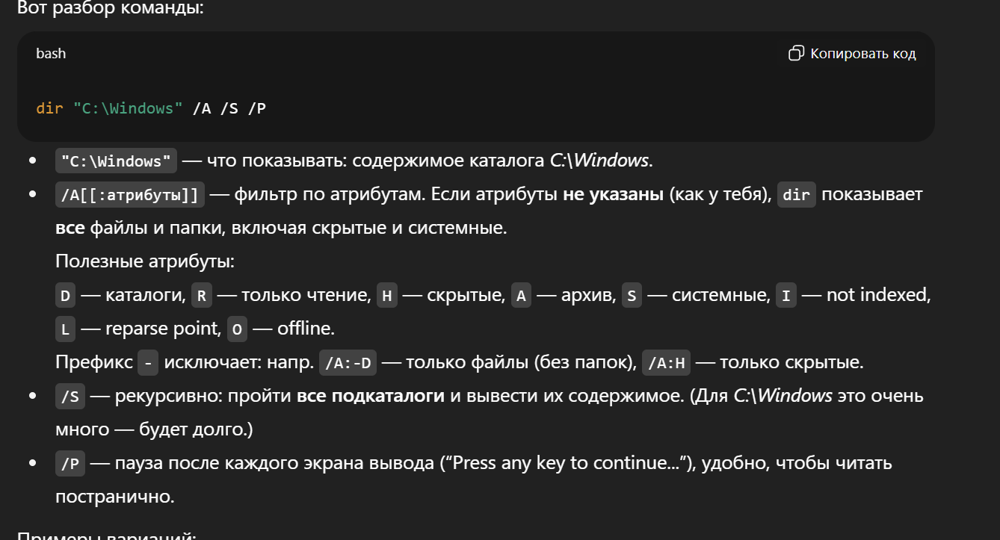 Вот разбор команды:
bash
Копировать код
dir "C:\Windows" /A /S /P
"C:\Windows" — что показывать: содержимое каталога C:\Windows.
/A[[:атрибуты]] — фильтр по атрибутам. Если атрибуты не указаны (как у тебя), dir показывает
все файлы и папки, включая скрытые и системные.
Полезные атрибуты:
D — каталоги, R — только чтение, H — скрытые, A — архив, S — системные, I — not indexed,
L — reparse point, O — offline.
Префикс - исключает: напр. /A:-D — только файлы (без папок), /A:H — только скрытые.
/S — рекурсивно: пройти все подкаталоги и вывести их содержимое. (Для C:\Windows это очень
много — будет долго.)
/P — пауза после каждого экрана вывода (“Press any key to continue...”), удобно, чтобы читать
постранично.
Примеры вариаций: